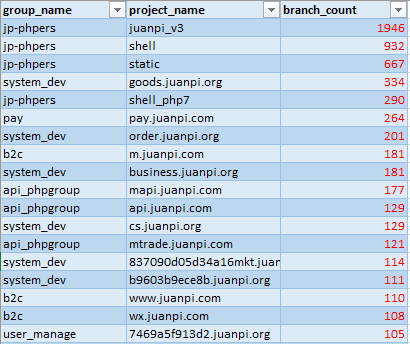 group_name project_name branch_count
jp-phpers juanpi_v3 1946
jp-phpers shell 932
jp-phpers static 667
system_dev goods.juanpi.org 334
jp-phpers shell_php7 290
pay pay.juanpi.com 264
system_dev order.juanpi.org 201
b2c m.juanpi.com 181
system_dev business.juanpi.org 181
api_phpgroup mapi.juanpi.com 177
api_phpgroup api.juanpi.com 129
system_dev cs.juanpi.org 129
api_phpgroup mtrade.juanpi.com 121
system_dev 837090d05d34a16mkt.juan 114
system_dev b9603b9ece8b.juanpi.org 111
b2c www.juanpi.com 110
b2c wx.juanpi.com 108
user_manage 7469a5f913d2.juanpi.org 105